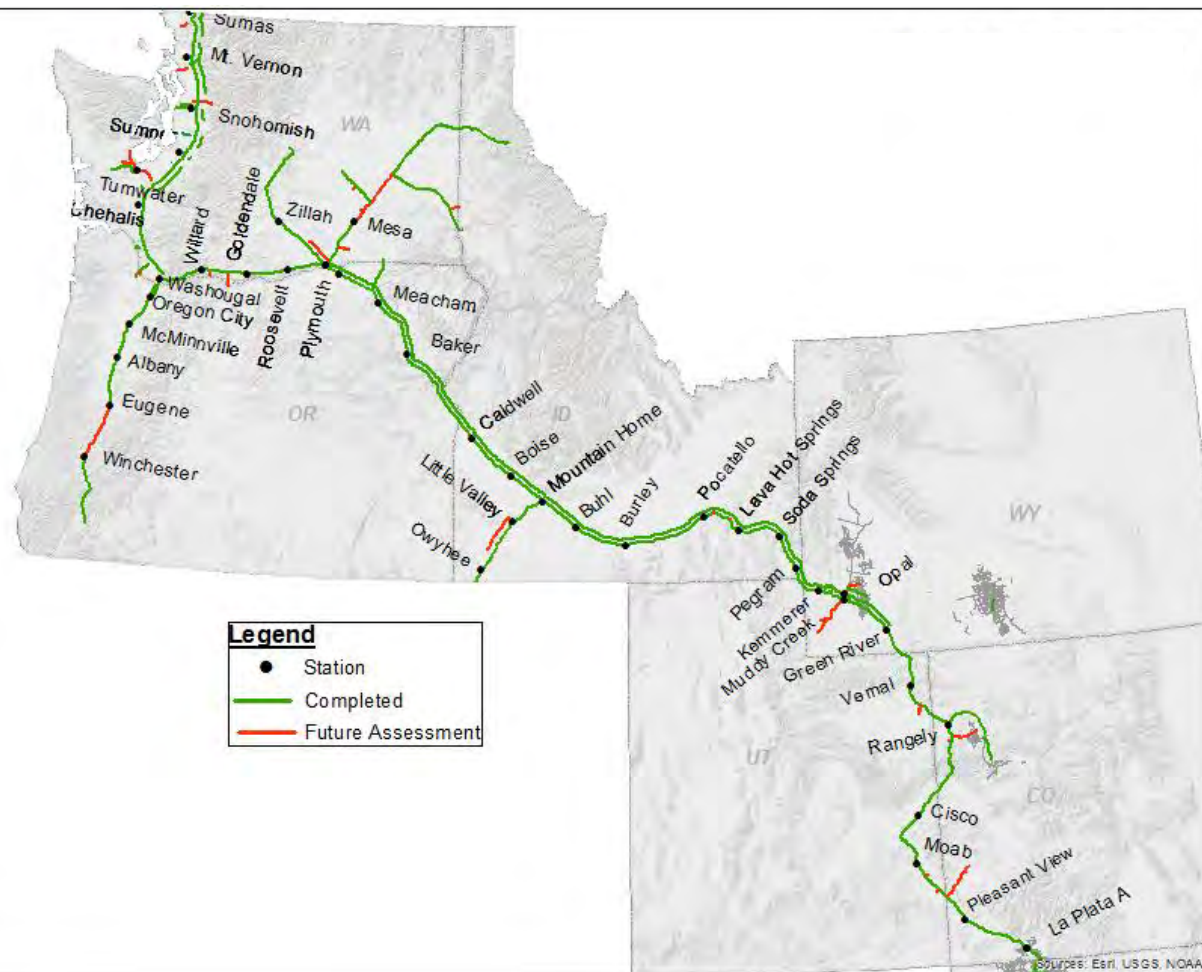 Sumas
Mt. Vernon
Snohomish
WA
Sumne
Tumwater
Chehalis
Willard
Goldendale
Zillah
Mesa
Washougal
Oregon City
Roosevelt
Plymouth
Meacham
McMinnville
Baker
Albany
Eugene
OR
Caldwell
ID
Boise
Mountain Home
Winchester
Little Valley
Buhl
Burley
Pocatello
Lava Hot Springs
Soda Springs
WY
Owyhee
Pegram
Opal
Kemmerer
Muddy Creek
Green River
Vernal
Rangely
UT
CO
Cisco
Moab
Pleasant View
La Plata A
Legend
Station
Completed
Future Assessment
Sources: Esri, USGS, NOAA